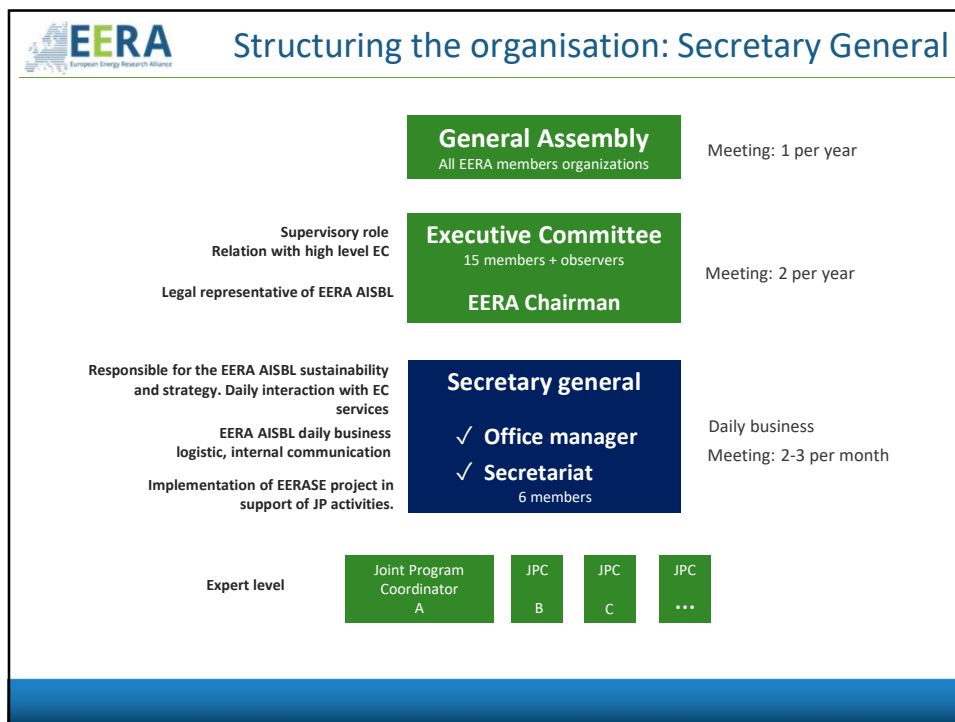 EERA
European Energy Research Alliance
Structuring the organisation: Secretary General
General Assembly
All EERA members organizations
Meeting: 1 per year
Supervisory role
Relation with high level EC
Legal representative of EERA AISBL
Executive Committee
15 members + observers
EERA Chairman
Meeting: 2 per year
Responsible for the EERA AISBL sustainability
and strategy. Daily interaction with EC
services
EERA AISBL daily business
logistic, internal communication
Implementation of EERASE project in
support of JP activities.
Secretary general
✓ Office manager
✓ Secretariat
6 members
Daily business
Meeting: 2-3 per month
Expert level
Joint Program
Coordinator
A
JPC
B
JPC
C
JPC
...